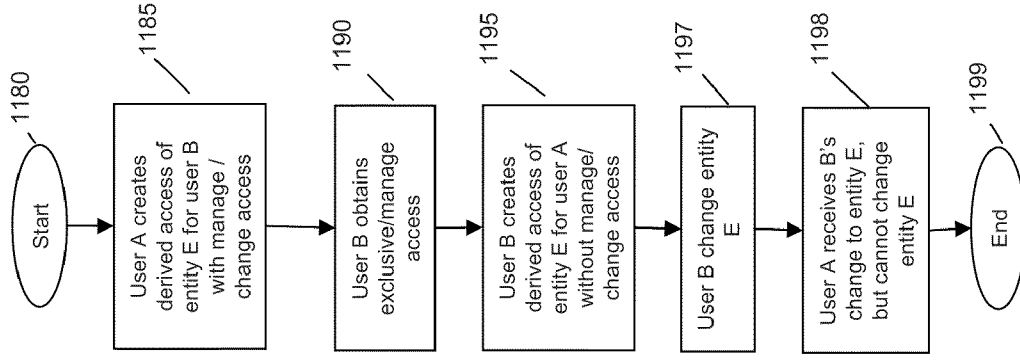 1180
Start
1185
User A creates
derived access of
entity E for user B
with manage /
change access
1190
User B obtains
exclusive/manage
access
1195
User B creates
derived access of
entity E for user A
without manage/
change access
1197
User B change entity
E
1198
User A receives B's
change to entity E,
but cannot change
entity E
1199
End